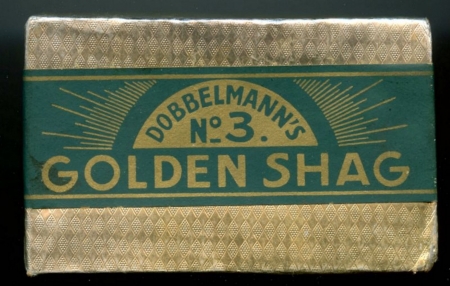 DOBBELMANN'S
No 3.
GOLDEN SHAG